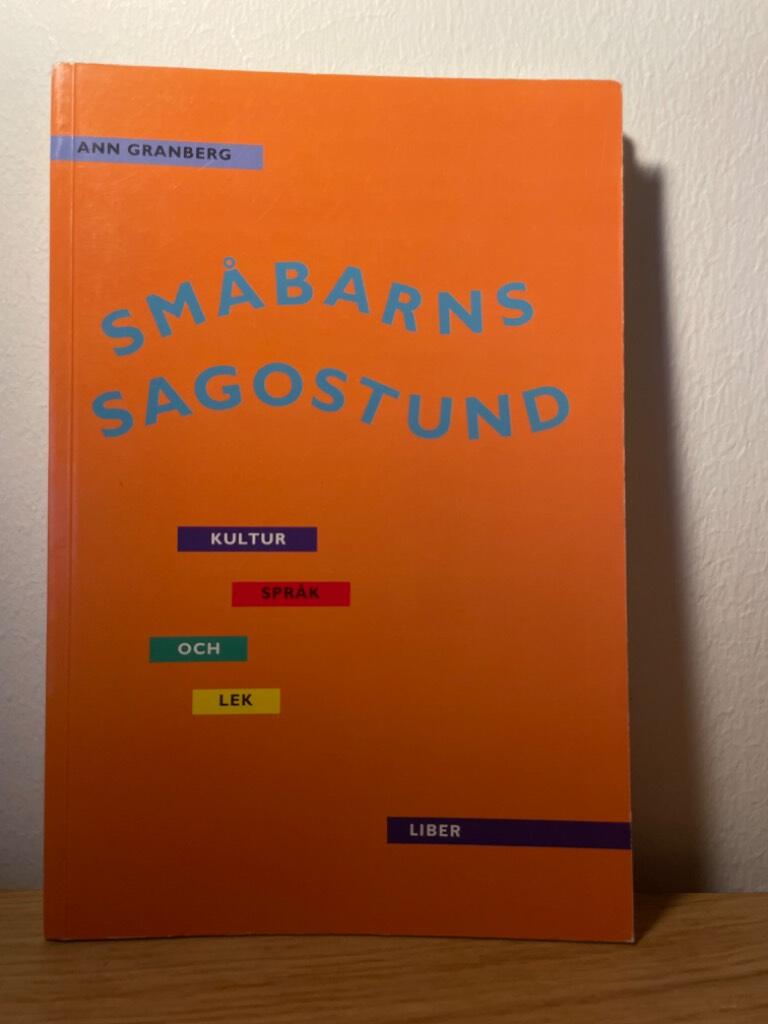 ANN GRANBERG
SMÅBARNS
SAGOSTUND
KULTUR
SPRÅK
OCH
LEK
LIBER